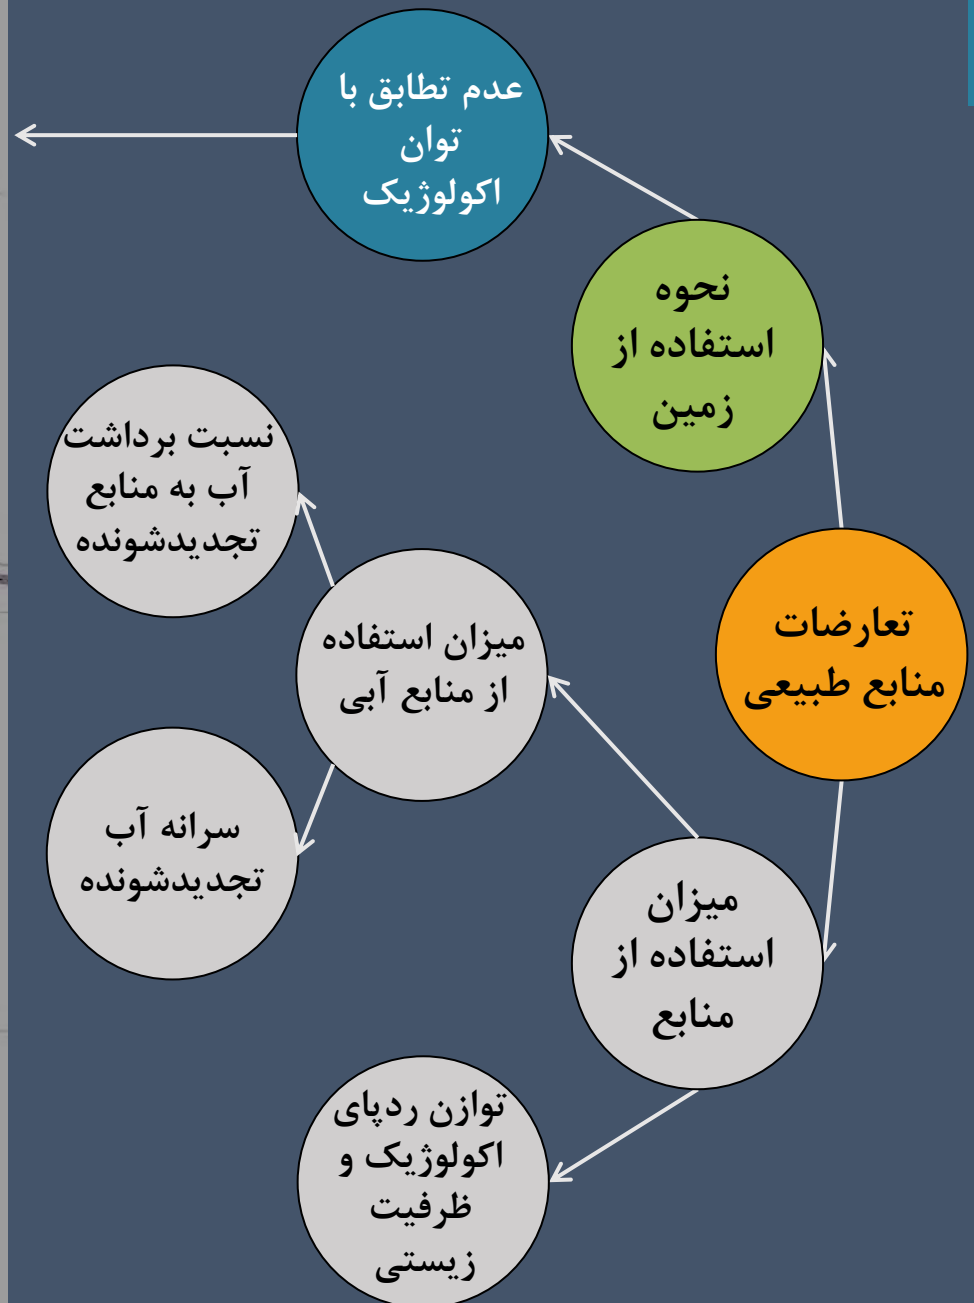 عدم تطابق با
توان
اکولوژیک
نحوه
استفاده از
زمین
نسبت برداشت
آب به منابع
تجدیدشونده
میزان استفاده
از منابع آبی
تعارضات
منابع طبیعی
سرانه آب
تجدیدشونده
میزان
استفاده از
منابع
توازن ردپای
اکولوژیک و
ظرفیت
زیستی